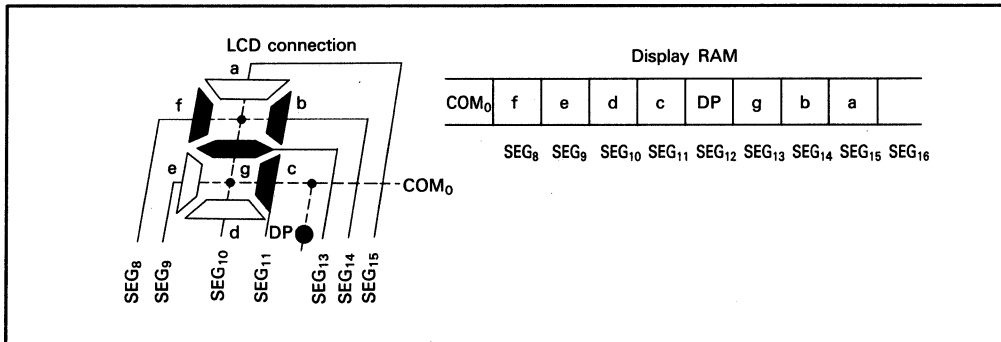 LCD connection
a
f
b
e
g
c
d
DP
COM₀
SEG₈
SEG₉
SEG₁₀
SEG₁₁
SEG₁₃
SEG₁₄
SEG₁₅
Display RAM
COM₀ f e d c DP g b a
SEG₈ SEG₉ SEG₁₀ SEG₁₁ SEG₁₂ SEG₁₃ SEG₁₄ SEG₁₅ SEG₁₆